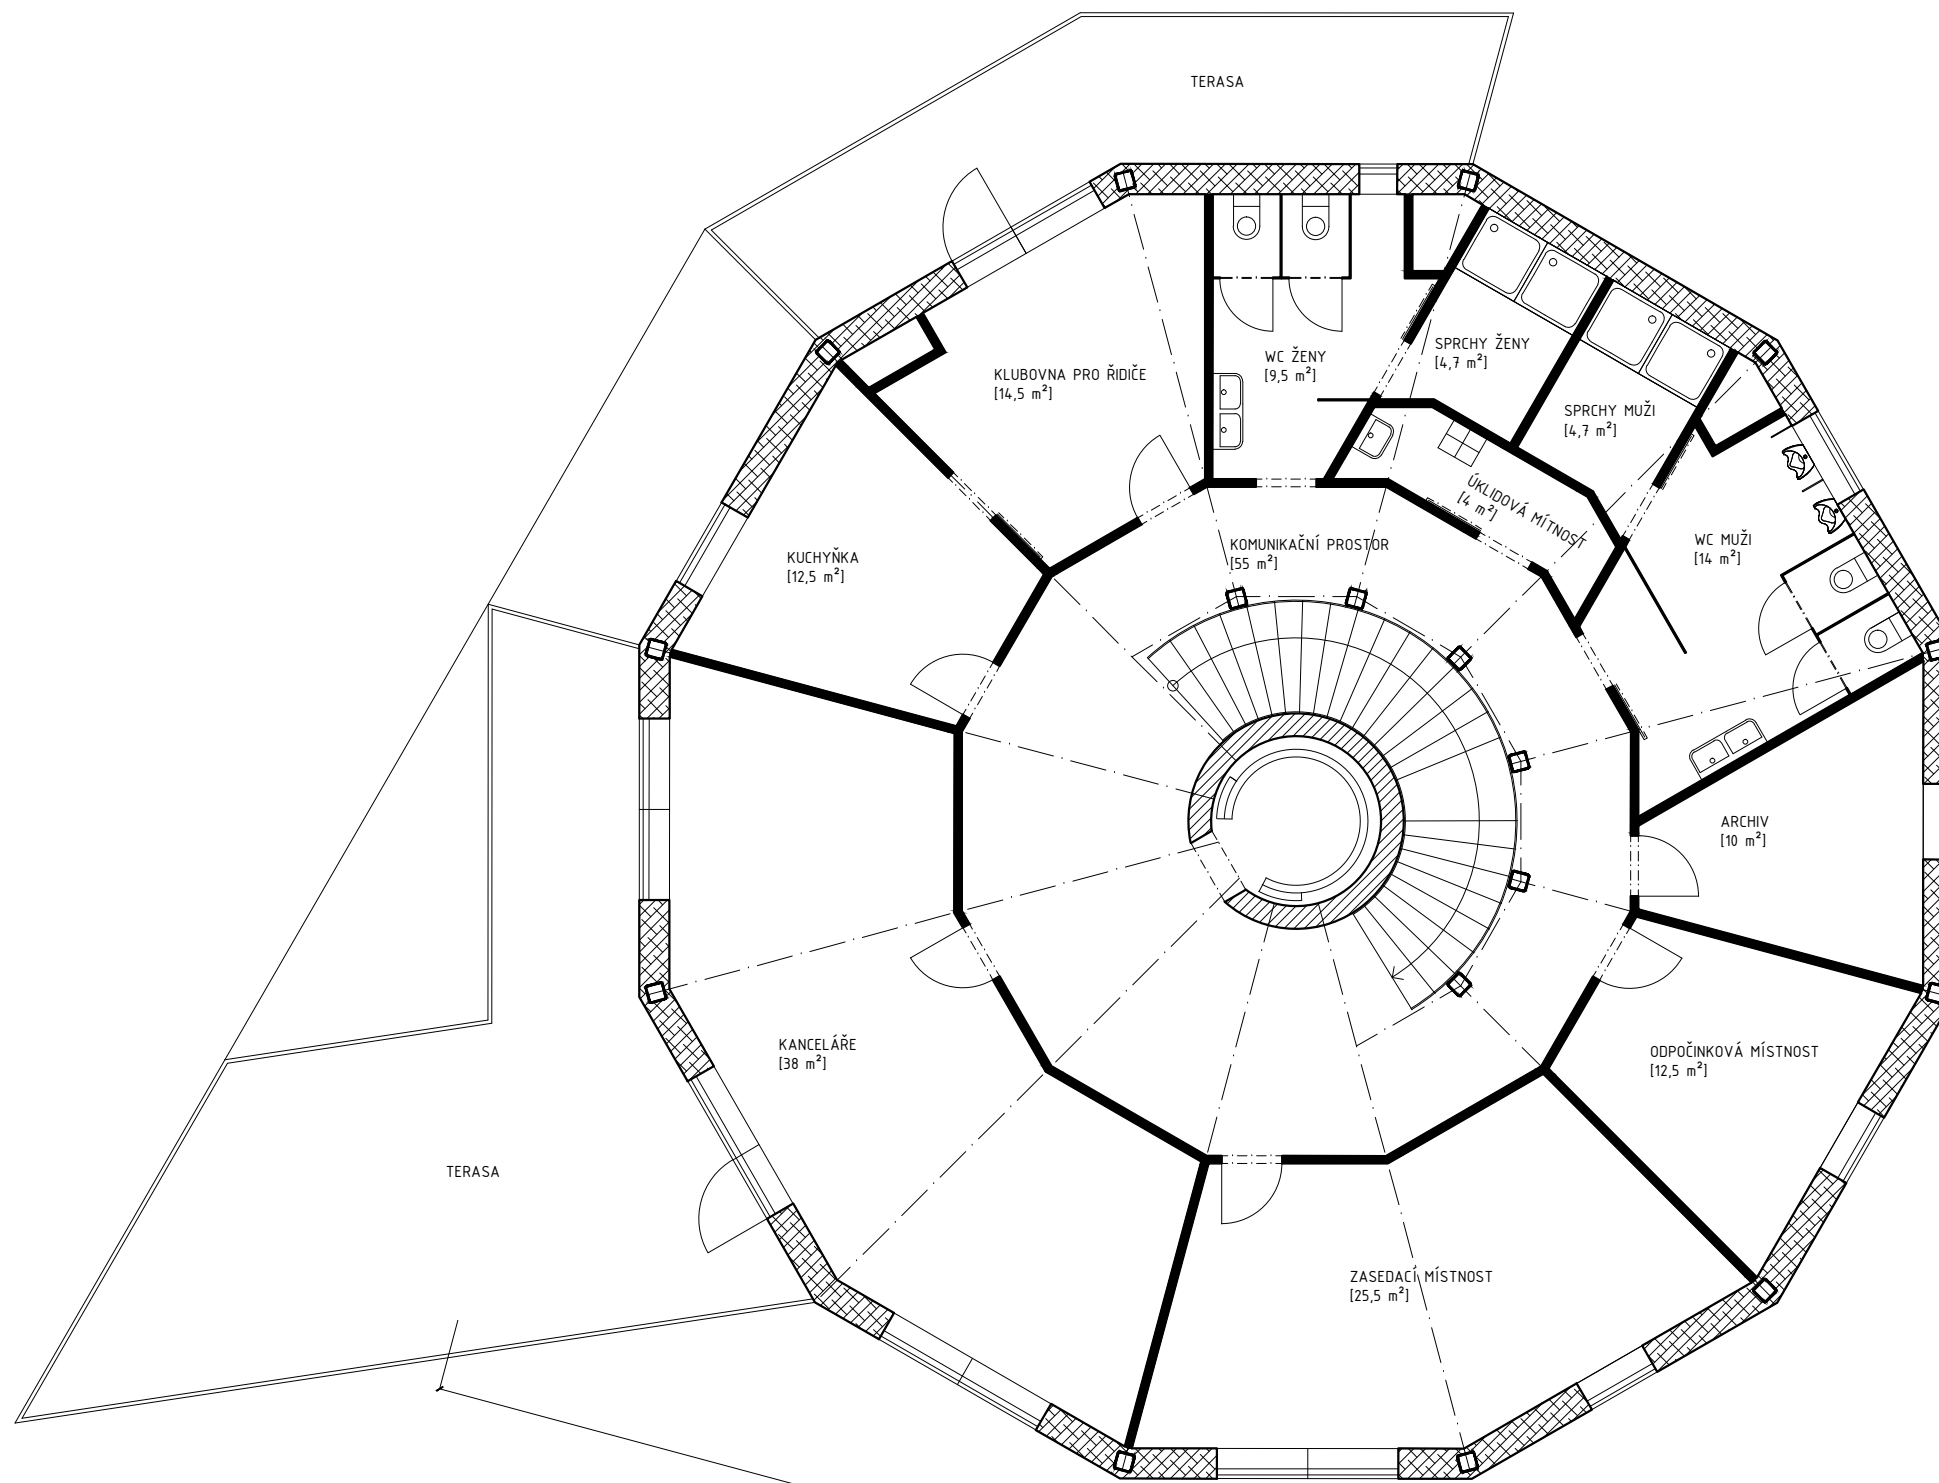 TERASA
WC ŽENY
[9,5 m²]
SPRCHY ŽENY
[4,7 m²]
KLUBOVNA PRO ŘIDIČE
[14,5 m²]
SPRCHY MUŽI
[4,7 m²]
ÚKLIDOVÁ MÍTNOST
[4 m²]
WC MUŽI
[14 m²]
KOMUNIKAČNÍ PROSTOR
[55 m²]
KUCHYŇKA
[12,5 m²]
ARCHIV
[10 m²]
KANCELÁŘE
[38 m²]
ODPOČINKOVÁ MÍSTNOST
[12,5 m²]
TERASA
ZASEDACÍ MÍSTNOST
[25,5 m²]